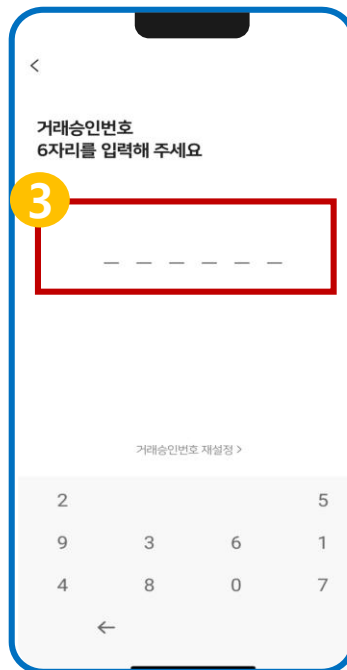 <
거래승인번호
6자리를 입력해 주세요
3
_ _ _ _ _ _
거래승인번호 재설정 >
2 5
9 3 6 1
4 8 0 7
←